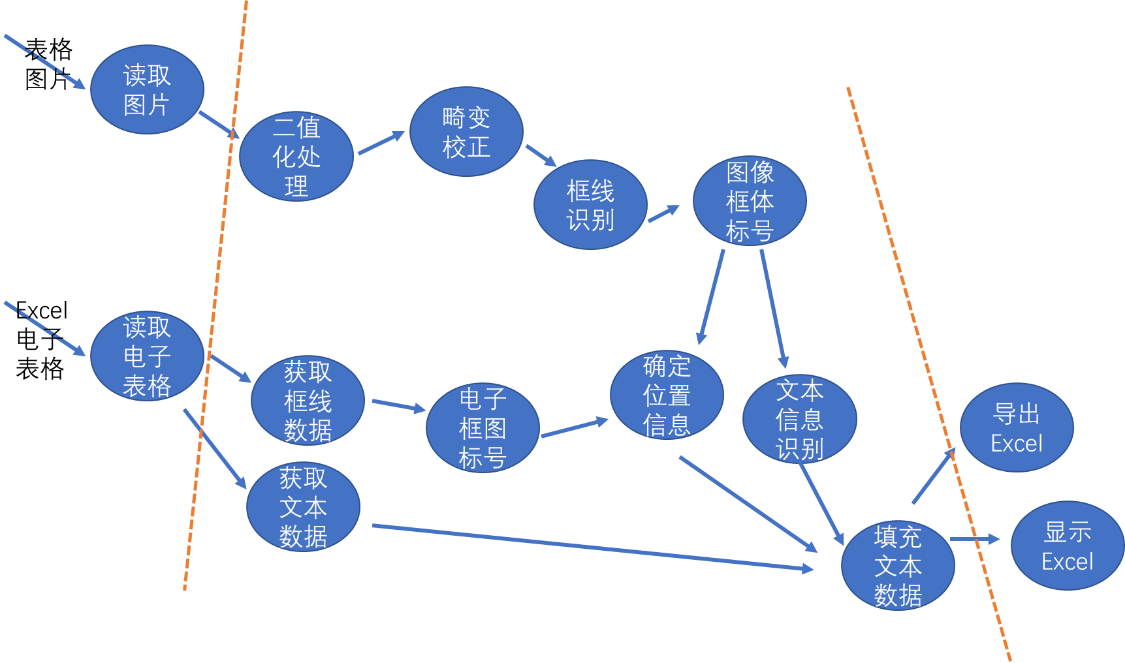 表格
图片
读取
图片
二值
化处
理
畸变
校正
框线
识别
图像
框体
标号
Excel
电子
表格
读取
电子
表格
获取
框线
数据
电子
框图
标号
确定
位置
信息
文本
信息
识别
获取
文本
数据
填充
文本
数据
导出
Excel
显示
Excel